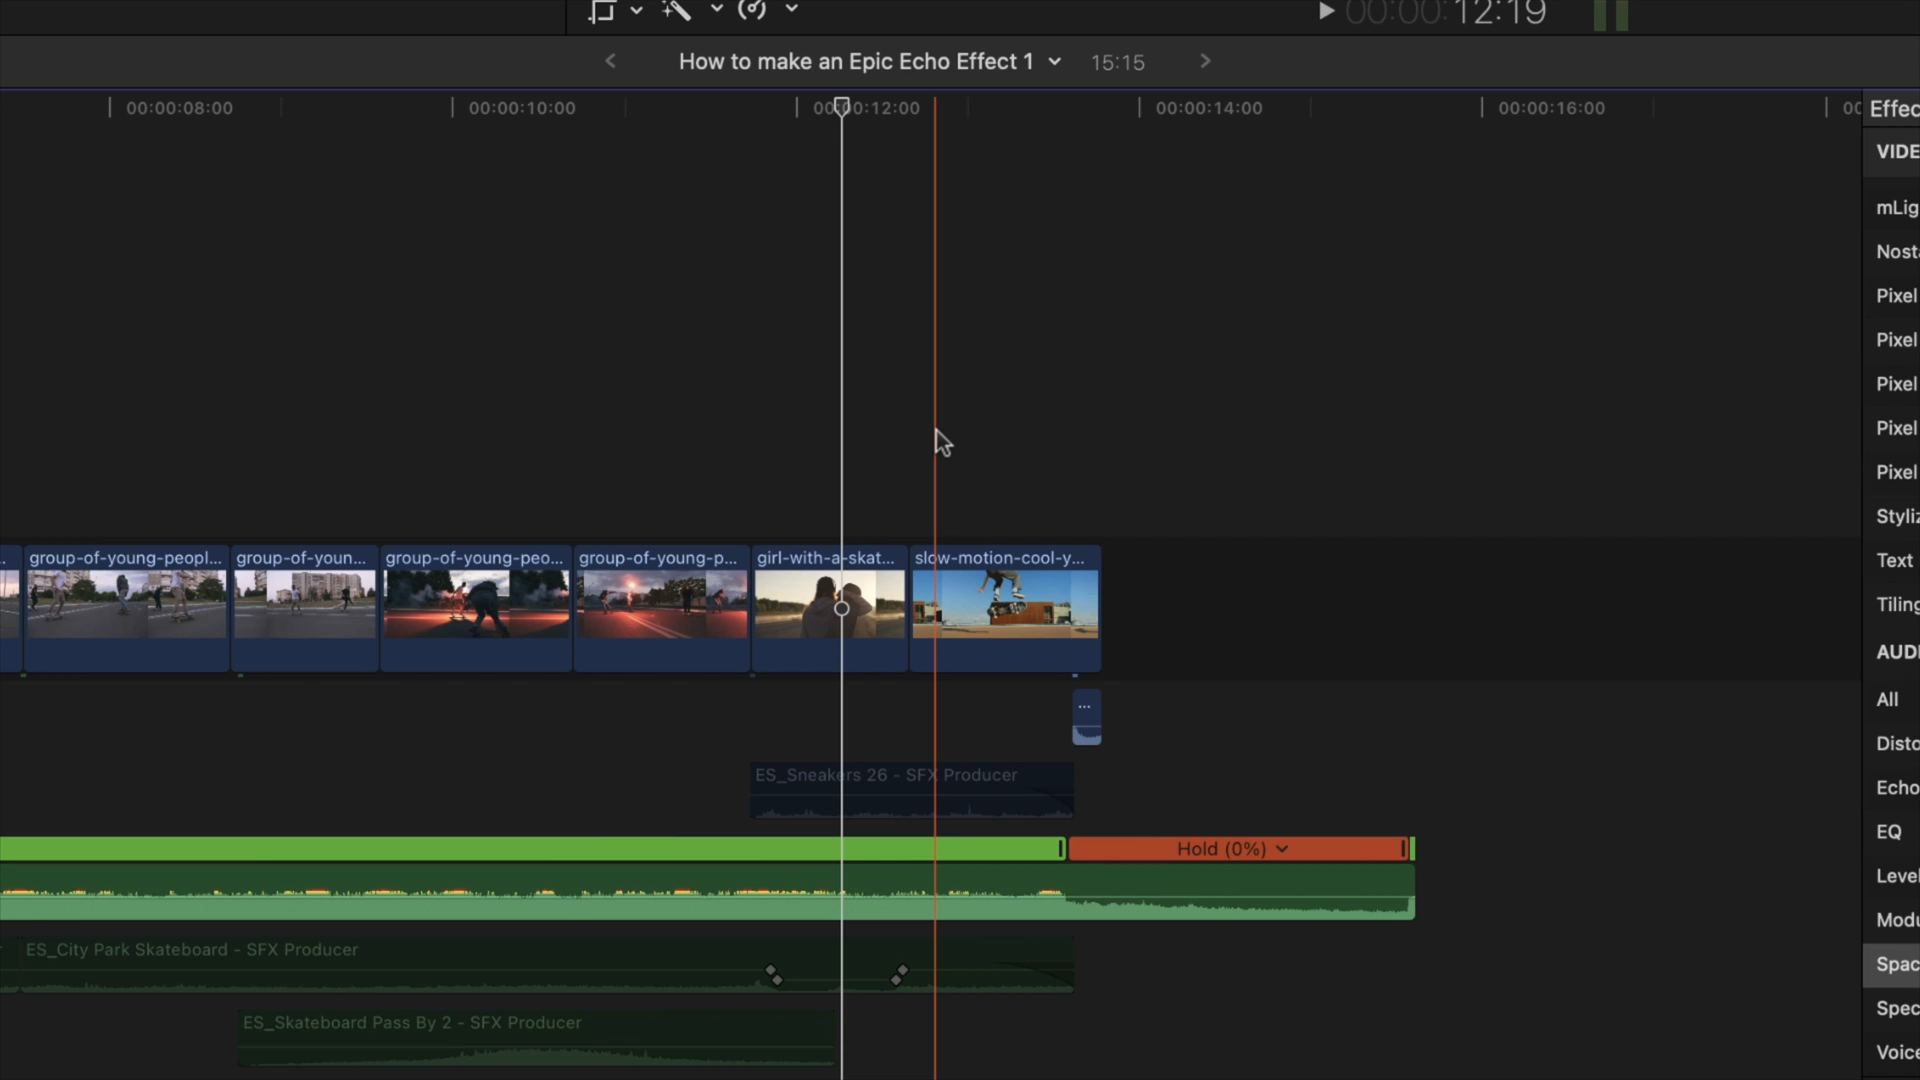 00:00:12:19
How to make an Epic Echo Effect 1 15:15
00:00:08:00 00:00:10:00 00:00:12:00 00:00:14:00 00:00:16:00 00
Effec
VIDE
mLig
Nosta
Pixel
Pixel
Pixel
Pixel
Pixel
Styliz
Text
Tiling
AUDI
All
Disto
Echo
EQ
Level
Modu
Spac
Spec
Voice
group-of-young-peopl... group-of-youn... group-of-young-peo... group-of-young-p... girl-with-a-skat... slow-motion-cool-y...
...
ES_Sneakers 26 - SFX Producer
Hold (0%)
ES_City Park Skateboard - SFX Producer
ES_Skateboard Pass By 2 - SFX Producer